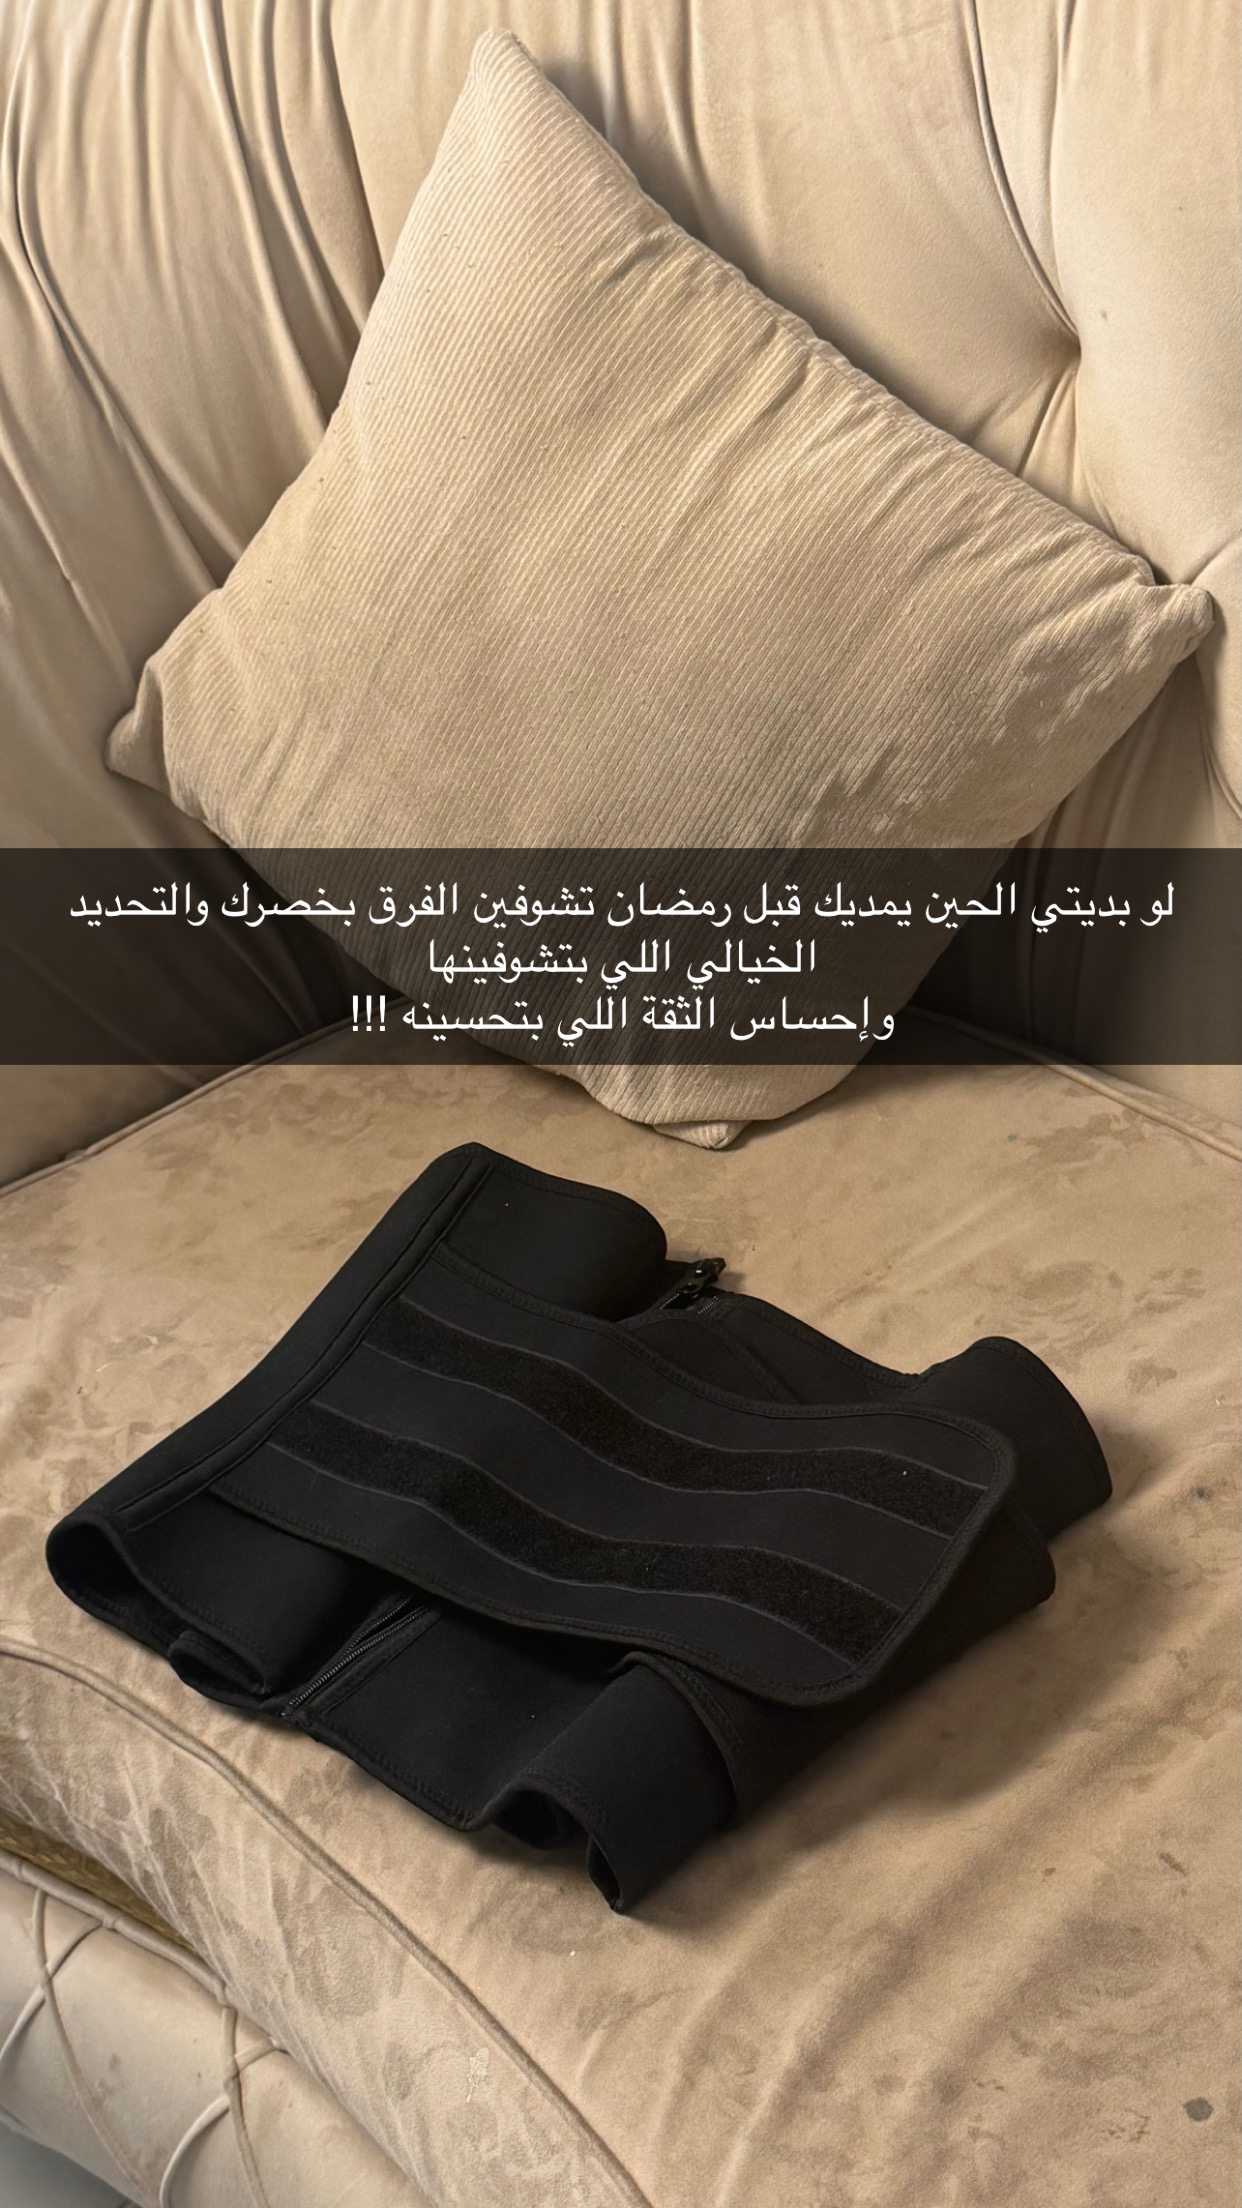 لو بديتي الحين يمديك قبل رمضان تشوفين الفرق بخصرك والتحديد
الخيالي اللي بتشوفينها
وإحساس الثقة اللي بتحسينه !!!